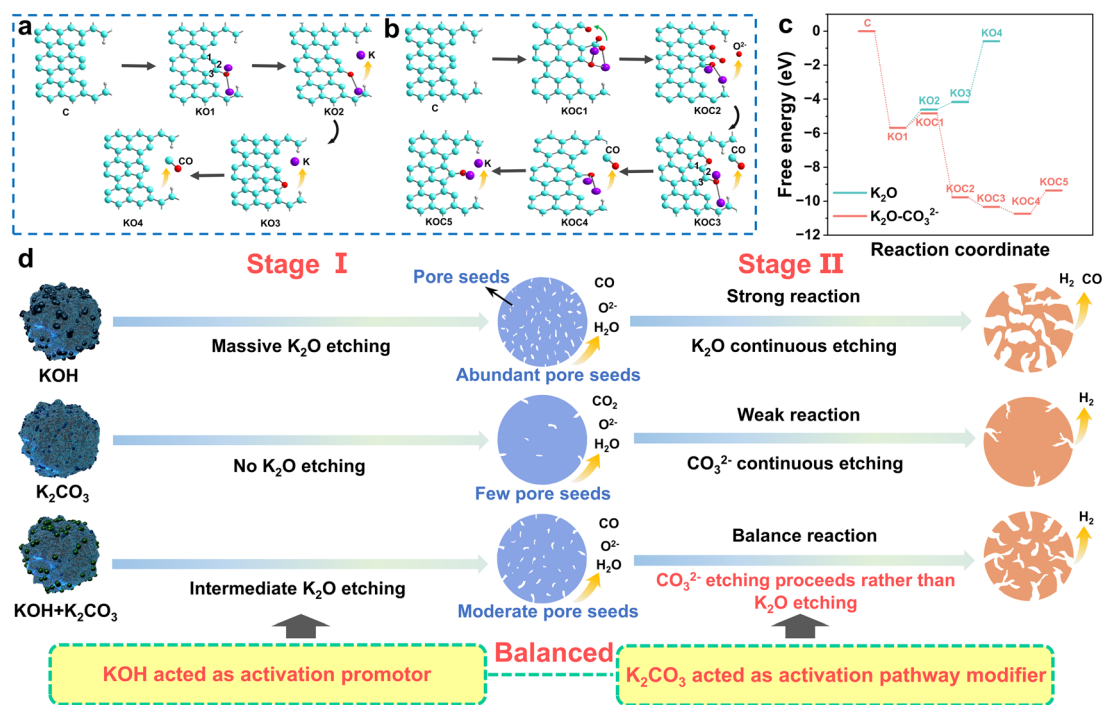 a
C
1
2
3
KO1
K
KO2
K
KO3
CO
KO4
b
C
KOC1
O²⁻
KOC2
CO
1
2
3
KOC3
CO
KOC4
KOC5
c
Free energy (eV)
0
−2
−4
−6
−8
−10
−12
C
KO1
KO2
KOC1
KO3
KO4
KOC2
KOC3
KOC4
KOC5
K₂O
K₂O-CO₃²⁻
Reaction coordinate
d
Stage I
Stage II
KOH
Massive K₂O etching
Pore seeds
CO
O²⁻
H₂O
Abundant pore seeds
Strong reaction
K₂O continuous etching
H₂ CO
K₂CO₃
No K₂O etching
CO₂
O²⁻
H₂O
Few pore seeds
Weak reaction
CO₃²⁻ continuous etching
H₂
KOH+K₂CO₃
Intermediate K₂O etching
CO
O²⁻
H₂O
Moderate pore seeds
Balance reaction
CO₃²⁻ etching proceeds rather than
K₂O etching
H₂
KOH acted as activation promotor
Balanced
K₂CO₃ acted as activation pathway modifier